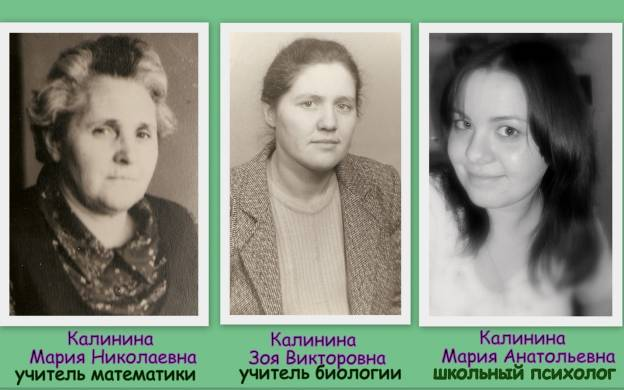 Калинина
Мария Николаевна
учитель математики
Калинина
Зоя Викторовна
учитель биологии
Калинина
Мария Анатольевна
школьный психолог